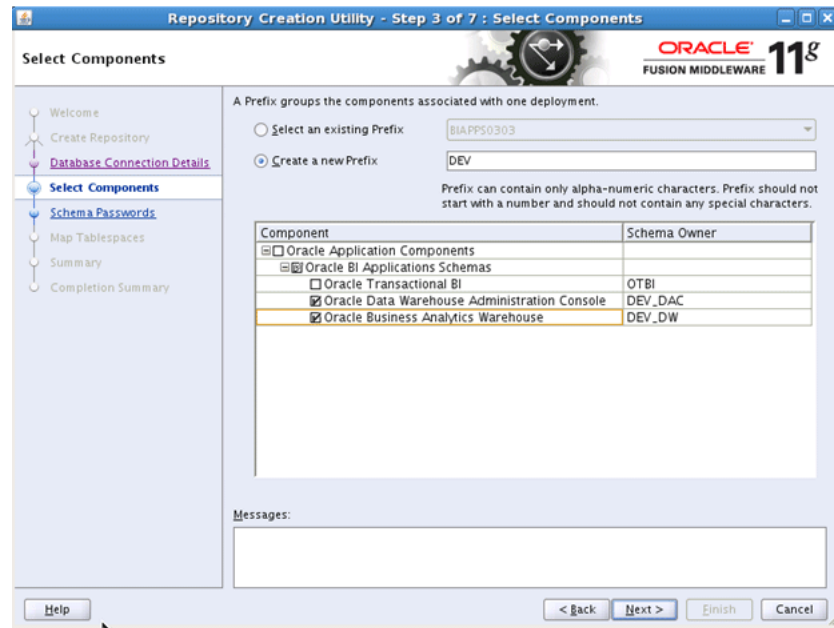 Repository Creation Utility - Step 3 of 7 : Select Components
Select Components
ORACLE
FUSION MIDDLEWARE 11g
Welcome
Create Repository
Database Connection Details
Select Components
Schema Passwords
Map Tablespaces
Summary
Completion Summary
A Prefix groups the components associated with one deployment.
Select an existing Prefix BIAPPS0303
Create a new Prefix DEV
Prefix can contain only alpha-numeric characters. Prefix should not
start with a number and should not contain any special characters.
Component Schema Owner
Oracle Application Components
Oracle BI Applications Schemas
Oracle Transactional BI OTBI
Oracle Data Warehouse Administration Console DEV_DAC
Oracle Business Analytics Warehouse DEV_DW
Messages:
Help < Back Next > Finish Cancel